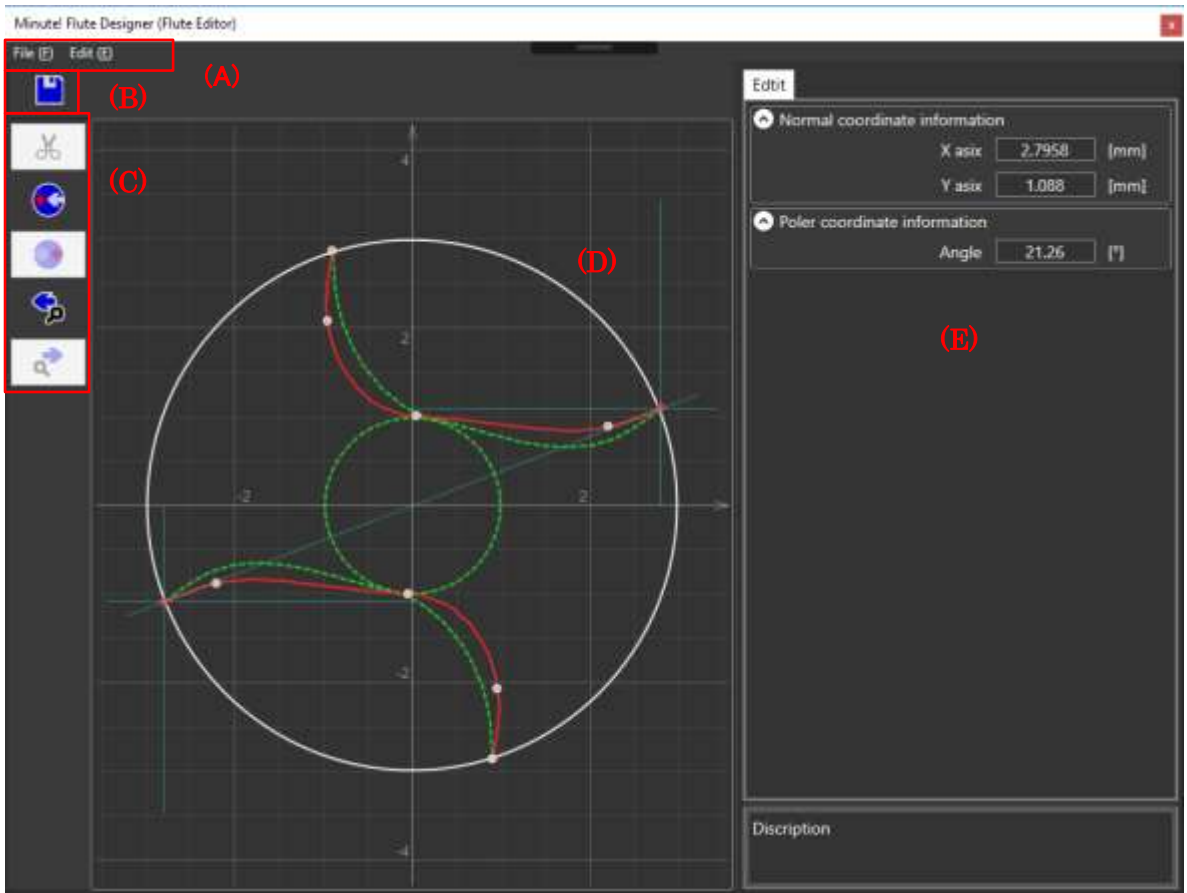 Minute! Flute Designer (Flute Editor)
x
File (F) Edit (E)
(A)
(B)
(C)
(D)
(E)
4
2
-2
2
-2
-4
Edtit
Normal coordinate information
X asix 2.7958 [mm]
Y asix 1.088 [mm]
Poler coordinate information
Angle 21.26 [°]
Discription